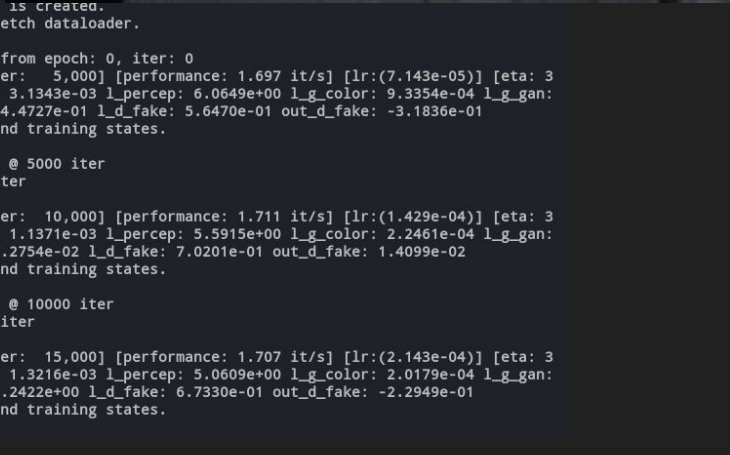 is created.
etch dataloader.
from epoch: 0, iter: 0
er:   5,000] [performance: 1.697 it/s] [lr:(7.143e-05)] [eta: 3
3.1343e-03 l_percep: 6.0649e+00 l_g_color: 9.3354e-04 l_g_gan:
4.4727e-01 l_d_fake: 5.6470e-01 out_d_fake: -3.1836e-01
nd training states.
@ 5000 iter
ter
er:  10,000] [performance: 1.711 it/s] [lr:(1.429e-04)] [eta: 3
1.1371e-03 l_percep: 5.5915e+00 l_g_color: 2.2461e-04 l_g_gan:
.2754e-02 l_d_fake: 7.0201e-01 out_d_fake: 1.4099e-02
nd training states.
@ 10000 iter
iter
er:  15,000] [performance: 1.707 it/s] [lr:(2.143e-04)] [eta: 3
1.3216e-03 l_percep: 5.0609e+00 l_g_color: 2.0179e-04 l_g_gan:
.2422e+00 l_d_fake: 6.7330e-01 out_d_fake: -2.2949e-01
nd training states.